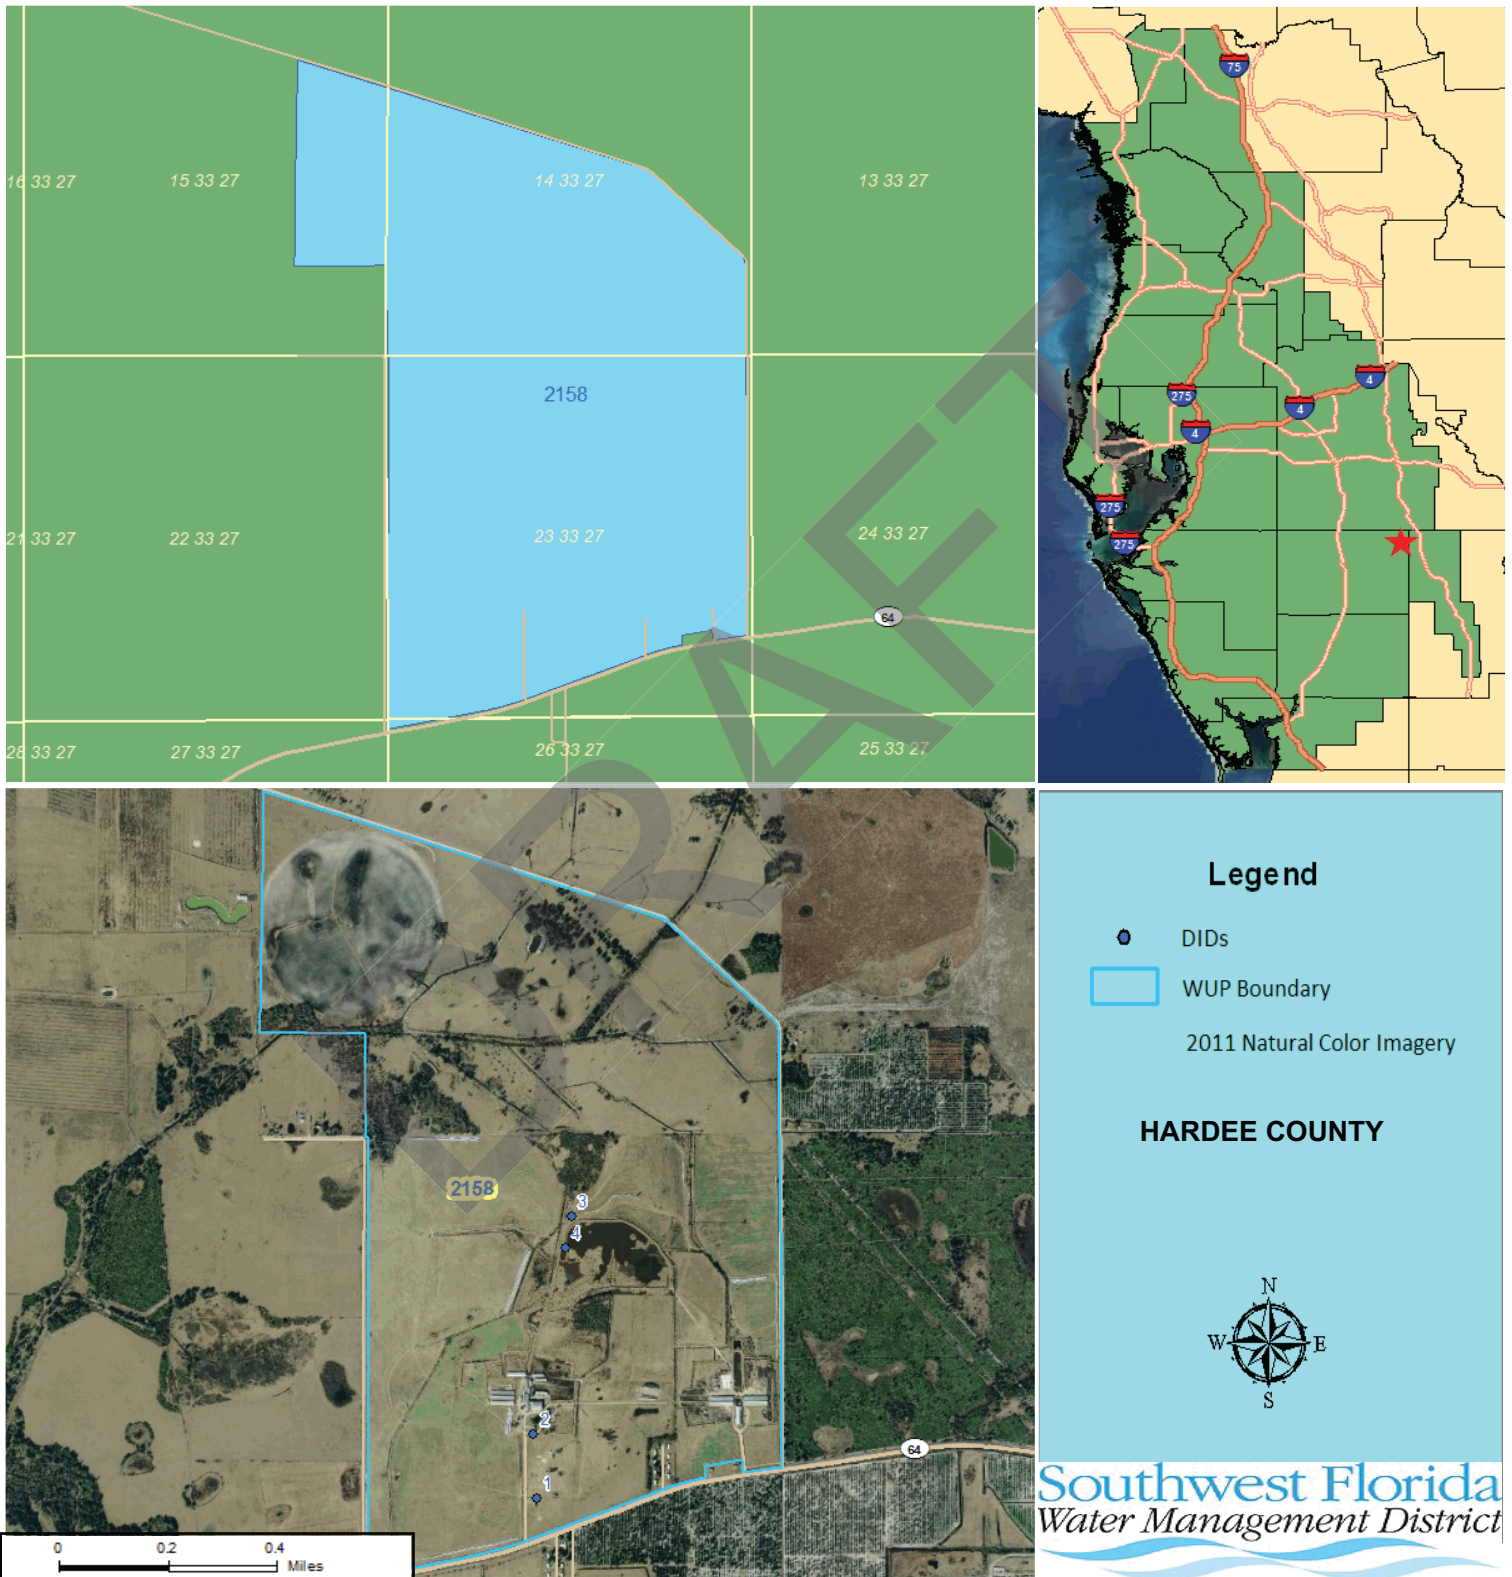 16 33 27
15 33 27
14 33 27
13 33 27
2158
21 33 27
22 33 27
23 33 27
24 33 27
64
28 33 27
27 33 27
26 33 27
25 33 27
75
4
275
4
4
275
275
DRAFT
2158
3
4
2
1
64
0 0.2 0.4
Miles
Legend
DIDs
WUP Boundary
2011 Natural Color Imagery
HARDEE COUNTY
N
W E
S
Southwest Florida
Water Management District